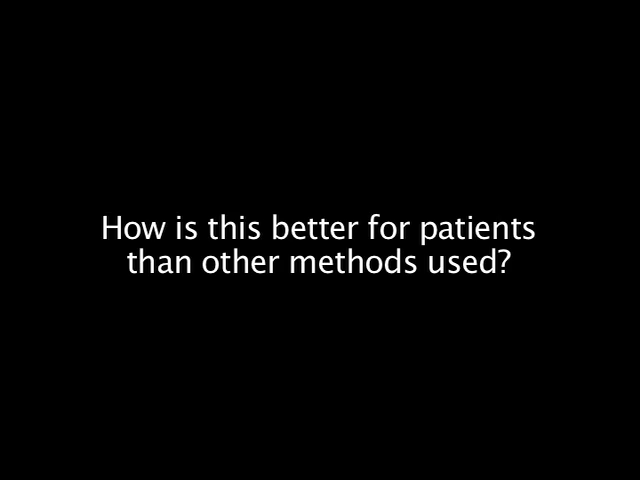 How is this better for patients
than other methods used?